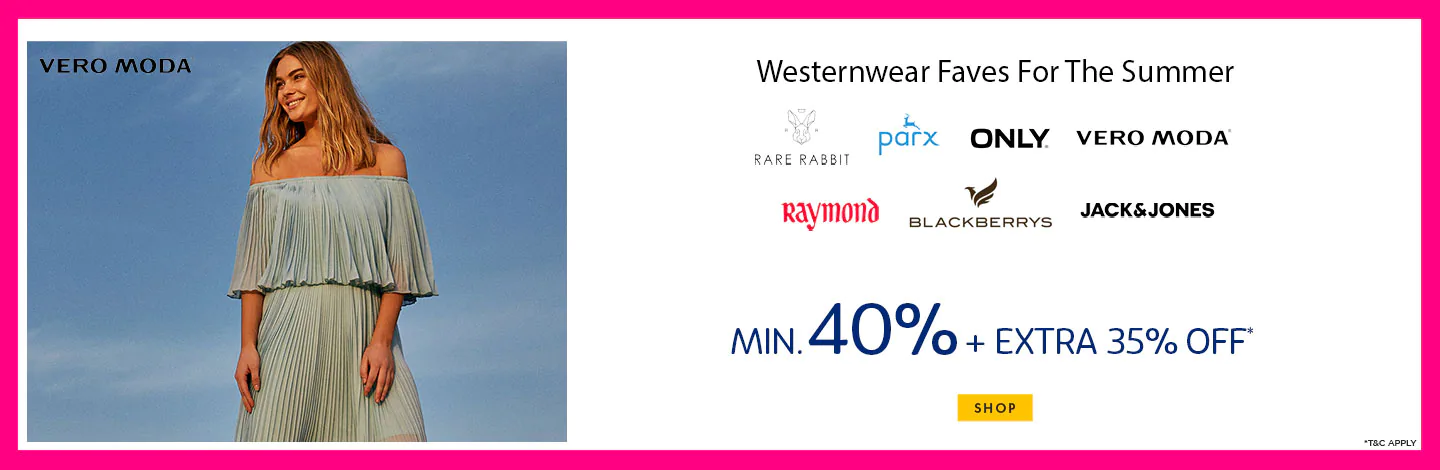 VERO MODA
Westernwear Faves For The Summer
RARE RABBIT
parx
ONLY
VERO MODA
Raymond
BLACKBERRYS
JACK&JONES
MIN. 40% + EXTRA 35% OFF*
SHOP
*T&C APPLY